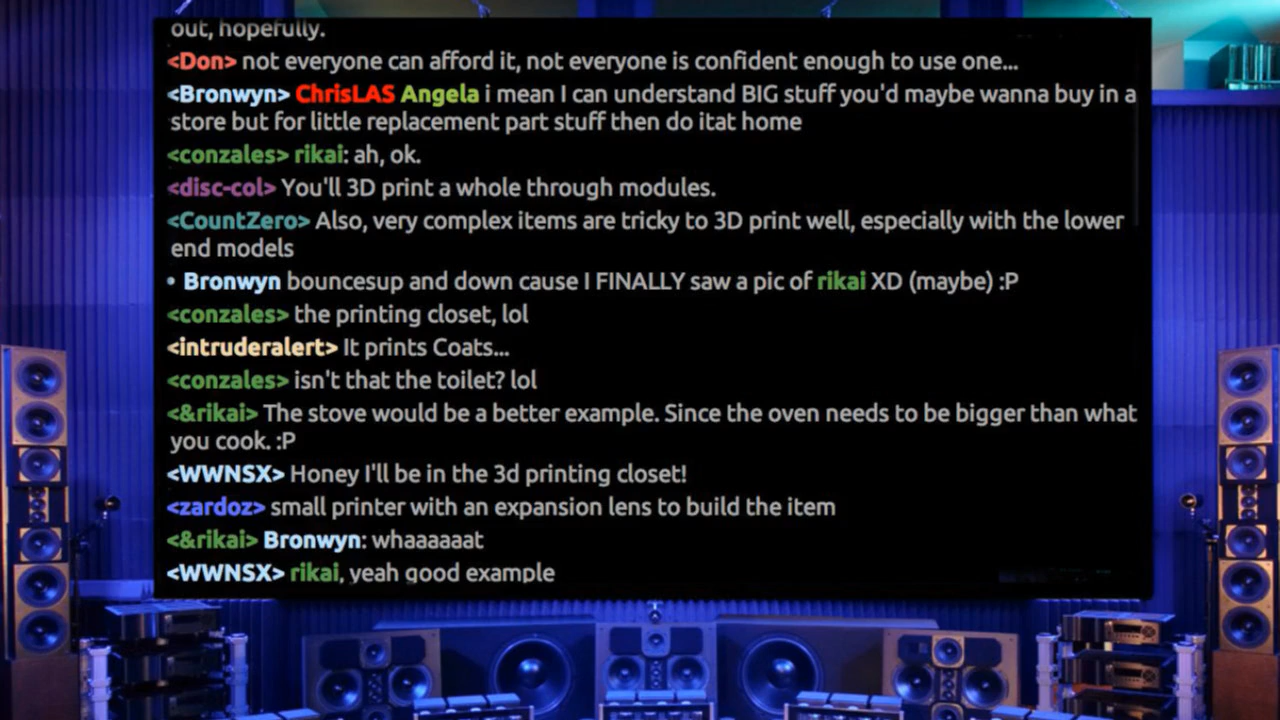 out, hopefully.
<Don> not everyone can afford it, not everyone is confident enough to use one...
<Bronwyn> ChrisLAS Angela i mean I can understand BIG stuff you'd maybe wanna buy in a
store but for little replacement part stuff then do itat home
<conzales> rikai: ah, ok.
<disc-col> You'll 3D print a whole through modules.
<CountZero> Also, very complex items are tricky to 3D print well, especially with the lower
end models
• Bronwyn bouncesup and down cause I FINALLY saw a pic of rikai XD (maybe) :P
<conzales> the printing closet, lol
<intruderalert> It prints Coats...
<conzales> isn't that the toilet? lol
<&rikai> The stove would be a better example. Since the oven needs to be bigger than what
you cook. :P
<WWNSX> Honey I'll be in the 3d printing closet!
<zardoz> small printer with an expansion lens to build the item
<&rikai> Bronwyn: whaaaaaat
<WWNSX> rikai, yeah good example